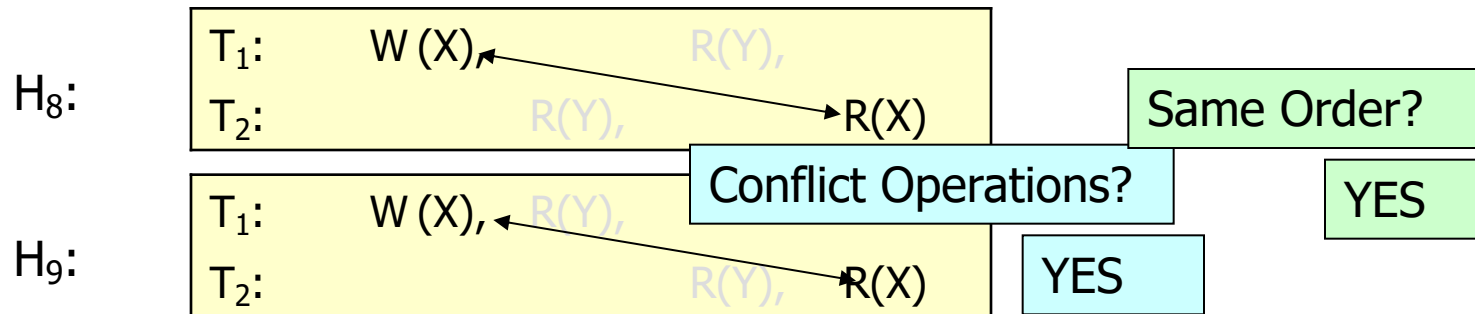 H₈:
T₁: W (X), R(Y),
T₂: R(Y), R(X)
Same Order?
YES
Conflict Operations?
YES
H₉:
T₁: W (X), R(Y),
T₂: R(Y), R(X)